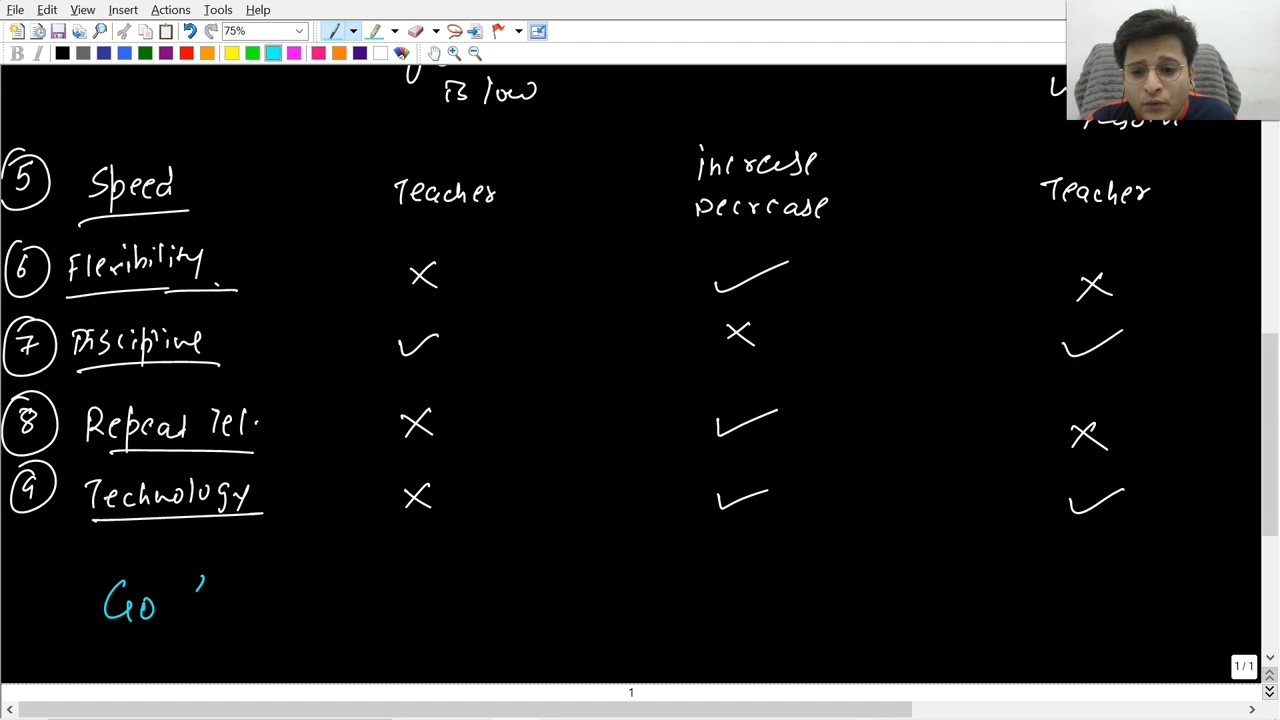 File Edit View Insert Actions Tools Help
75%
B I U
is low
5 Speed Teacher increase Decrease Teacher
6 Flexibility X ✓ X
7 Discipline ✓ X ✓
8 Repeat Tel. X ✓ X
9 Technology X ✓ ✓
Go
1 / 1
1